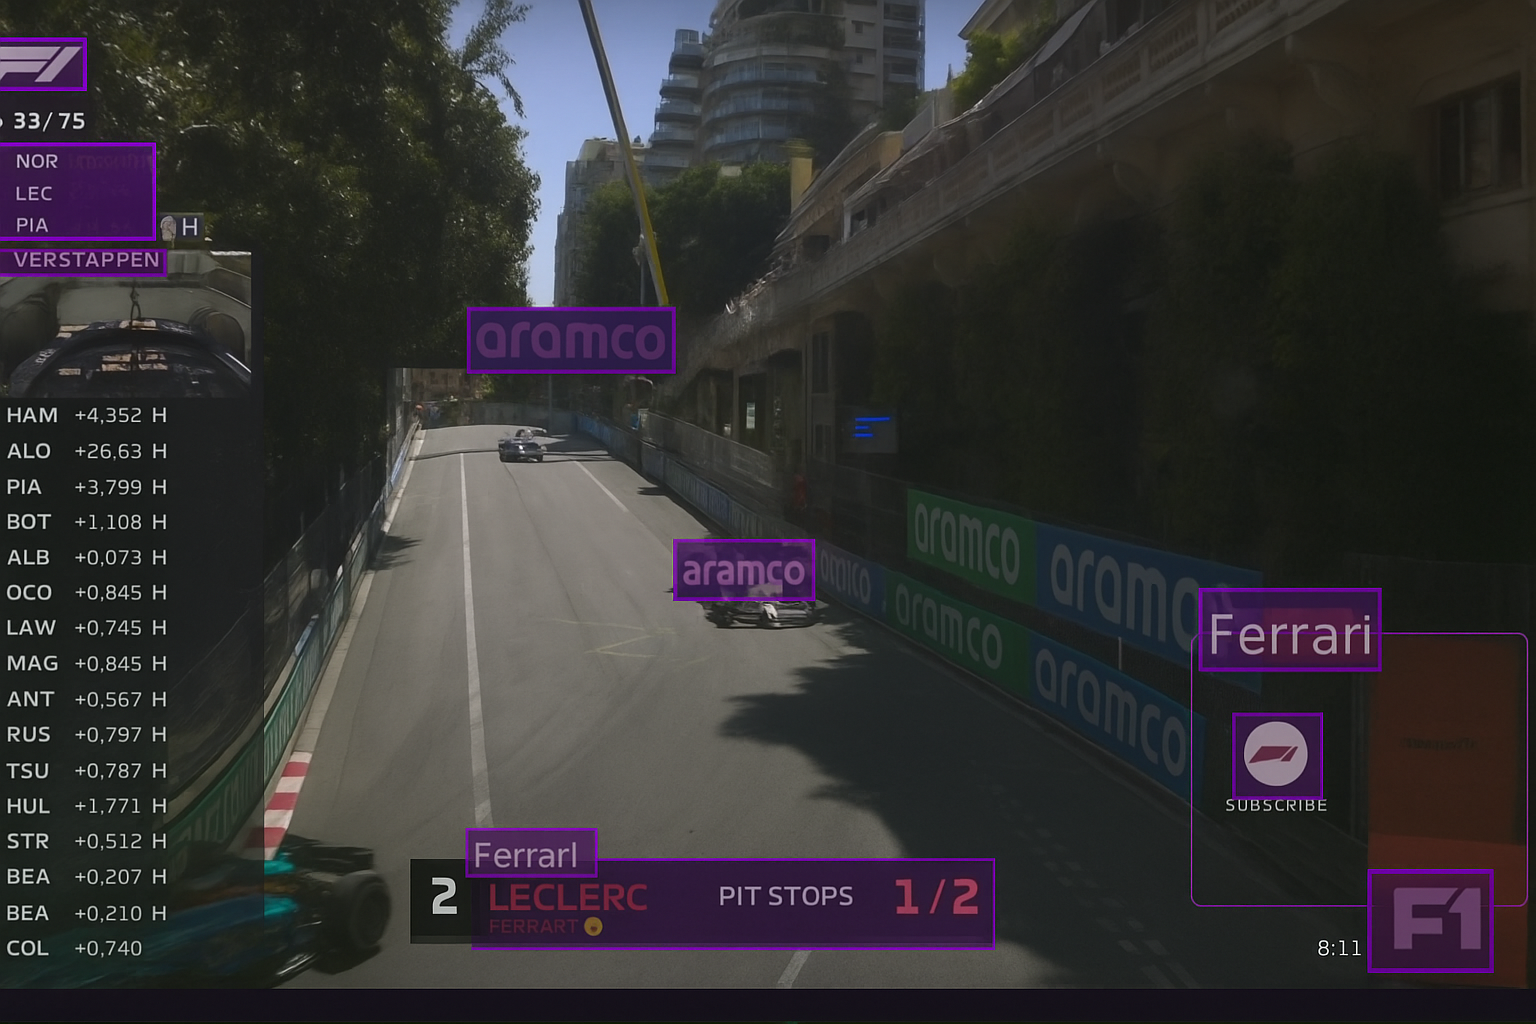 33/75
NOR
LEC
PIA
H
VERSTAPPEN
aramco
HAM +4,352 H
ALO +26,63 H
PIA +3,799 H
BOT +1,108 H
ALB +0,073 H
OCO +0,845 H
LAW +0,745 H
MAG +0,845 H
ANT +0,567 H
RUS +0,797 H
TSU +0,787 H
HUL +1,771 H
STR +0,512 H
BEA +0,207 H
BEA +0,210 H
COL +0,740
aramco
aramco
aramco
aramco
Ferrari
SUBSCRIBE
Ferrarl
2 LECLERC PIT STOPS 1/2
FERRART
8:11
F1